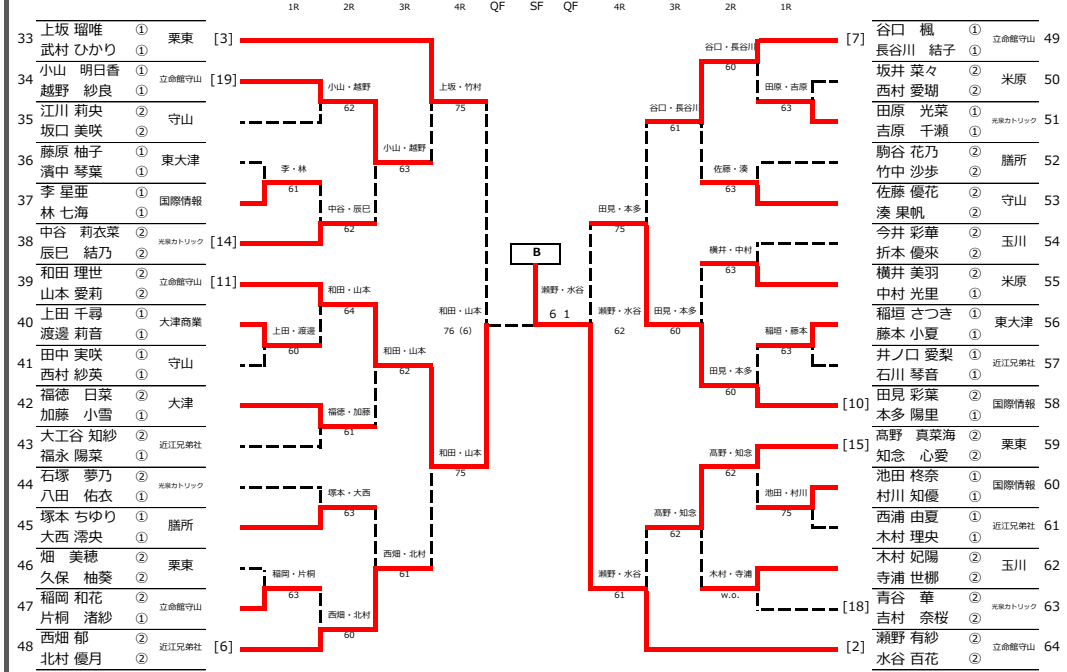 1R 2R 3R 4R QF SF QF 4R 3R 2R 1R
33 上坂 瑠唯 ① 武村 ひかり ① 栗東 [3]
34 小山 明日香 ① 越野 紗良 ① 立命館守山 [19]
35 江川 莉央 ② 坂口 美咲 ② 守山
36 藤原 柚子 ① 濱中 琴葉 ① 東大津
37 李 星亜 ① 林 七海 ① 国際情報
38 中谷 莉衣菜 ② 辰巳 結乃 ② 光泉カトリック [14]
39 和田 理世 ② 山本 愛莉 ② 立命館守山 [11]
40 上田 千尋 ① 渡邊 莉音 ① 大津商業
41 田中 実咲 ① 西村 紗英 ① 守山
42 福徳 日菜 ② 加藤 小雪 ① 大津
43 大工谷 知紗 ② 福永 陽菜 ① 近江兄弟社
44 石塚 夢乃 ② 八田 佑衣 ① 光泉カトリック
45 塚本 ちゆり ① 大西 澪央 ① 膳所
46 畑 美穂 ② 久保 柚葵 ② 栗東
47 稲岡 和花 ② 片桐 渚紗 ① 立命館守山
48 西畑 郁 ② 北村 優月 ② 近江兄弟社 [6]
李・林
61
上田・渡邊
60
稲岡・片桐
63
小山・越野
62
中谷・辰巳
62
和田・山本
64
福徳・加藤
61
塚本・大西
63
西畑・北村
60
小山・越野
63
和田・山本
62
西畑・北村
61
上坂・竹村
75
和田・山本
75
和田・山本
76（6）
B
瀬野・水谷
6 1
瀬野・水谷
62
田見・本多
75
瀬野・水谷
61
谷口・長谷川
61
田見・本多
60
髙野・知念
62
谷口・長谷川
60
佐藤・湊
63
横井・中村
63
田見・本多
60
髙野・知念
62
木村・寺浦
w.o.
田原・吉原
63
稲垣・藤本
63
池田・村川
75
[7] 谷口 楓 ① 長谷川 結子 ① 立命館守山 49
坂井 菜々 ② 西村 愛瑚 ② 米原 50
田原 光菜 ① 吉原 千瀬 ① 光泉カトリック 51
駒谷 花乃 ② 竹中 沙歩 ② 膳所 52
佐藤 優花 ② 湊 果帆 ② 守山 53
今井 彩華 ② 折本 優來 ② 玉川 54
横井 美羽 ② 中村 光里 ① 米原 55
稲垣 さつき ① 藤本 小夏 ① 東大津 56
井ノ口 愛梨 ① 石川 琴音 ① 近江兄弟社 57
[10] 田見 彩葉 ② 本多 陽里 ① 国際情報 58
[15] 髙野 真菜海 ② 知念 心愛 ② 栗東 59
池田 柊奈 ① 村川 知優 ① 国際情報 60
西浦 由夏 ① 木村 理央 ① 近江兄弟社 61
木村 妃陽 ② 寺浦 世梛 ② 玉川 62
[18] 青谷 華 ② 吉村 奈桜 ② 光泉カトリック 63
[2] 瀬野 有紗 ② 水谷 百花 ② 立命館守山 64